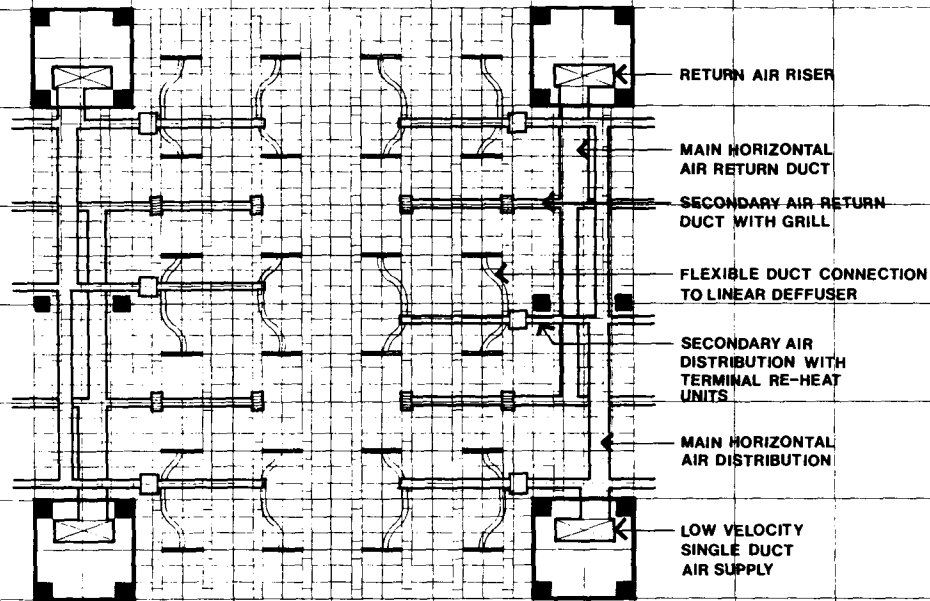 RETURN AIR RISER
MAIN HORIZONTAL
AIR RETURN DUCT
SECONDARY AIR RETURN
DUCT WITH GRILL
FLEXIBLE DUCT CONNECTION
TO LINEAR DEFFUSER
SECONDARY AIR
DISTRIBUTION WITH
TERMINAL RE-HEAT
UNITS
MAIN HORIZONTAL
AIR DISTRIBUTION
LOW VELOCITY
SINGLE DUCT
AIR SUPPLY